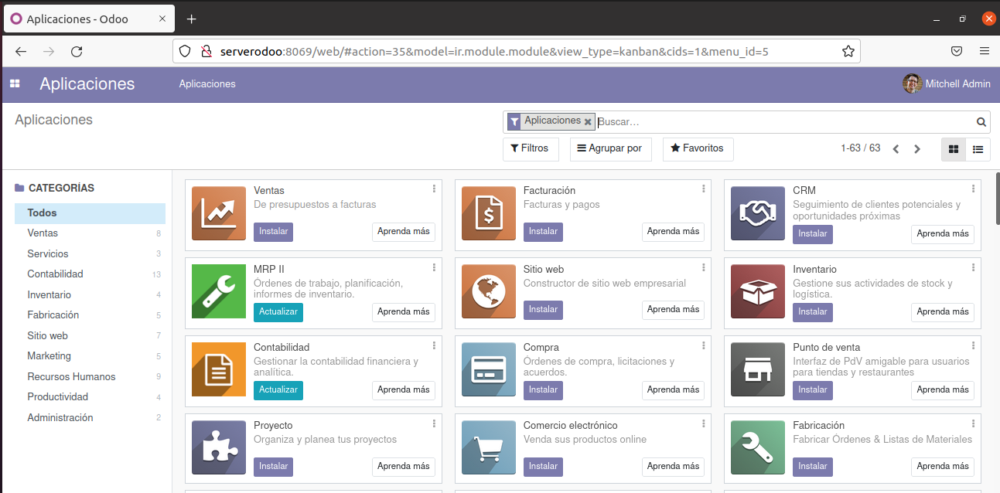 Aplicaciones - Odoo
serverodoo:8069/web/#action=35&model=ir.module.module&view_type=kanban&cids=1&menu_id=5
Aplicaciones
Aplicaciones
Mitchell Admin
Aplicaciones
Aplicaciones
Buscar...
Filtros
Agrupar por
Favoritos
1-63 / 63
CATEGORÍAS
Todos
Ventas 8
Servicios 3
Contabilidad 13
Inventario 4
Fabricación 5
Sitio web 7
Marketing 5
Recursos Humanos 9
Productividad 4
Administración 2
Ventas
De presupuestos a facturas
Instalar
Aprenda más
Facturación
Facturas y pagos
Instalar
Aprenda más
CRM
Seguimiento de clientes potenciales y
oportunidades próximas
Instalar
Aprenda más
MRP II
Órdenes de trabajo, planificación,
informes de inventario.
Actualizar
Aprenda más
Sitio web
Constructor de sitio web empresarial
Instalar
Aprenda más
Inventario
Gestione sus actividades de stock y
logística.
Instalar
Aprenda más
Contabilidad
Gestionar la contabilidad financiera y
analítica.
Actualizar
Aprenda más
Compra
Órdenes de compra, licitaciones y
acuerdos.
Instalar
Aprenda más
Punto de venta
Interfaz de PdV amigable para usuarios
para tiendas y restaurantes
Instalar
Aprenda más
Proyecto
Organiza y planea tus proyectos
Instalar
Aprenda más
Comercio electrónico
Venda sus productos online
Instalar
Aprenda más
Fabricación
Fabricar Órdenes & Listas de Materiales
Instalar
Aprenda más